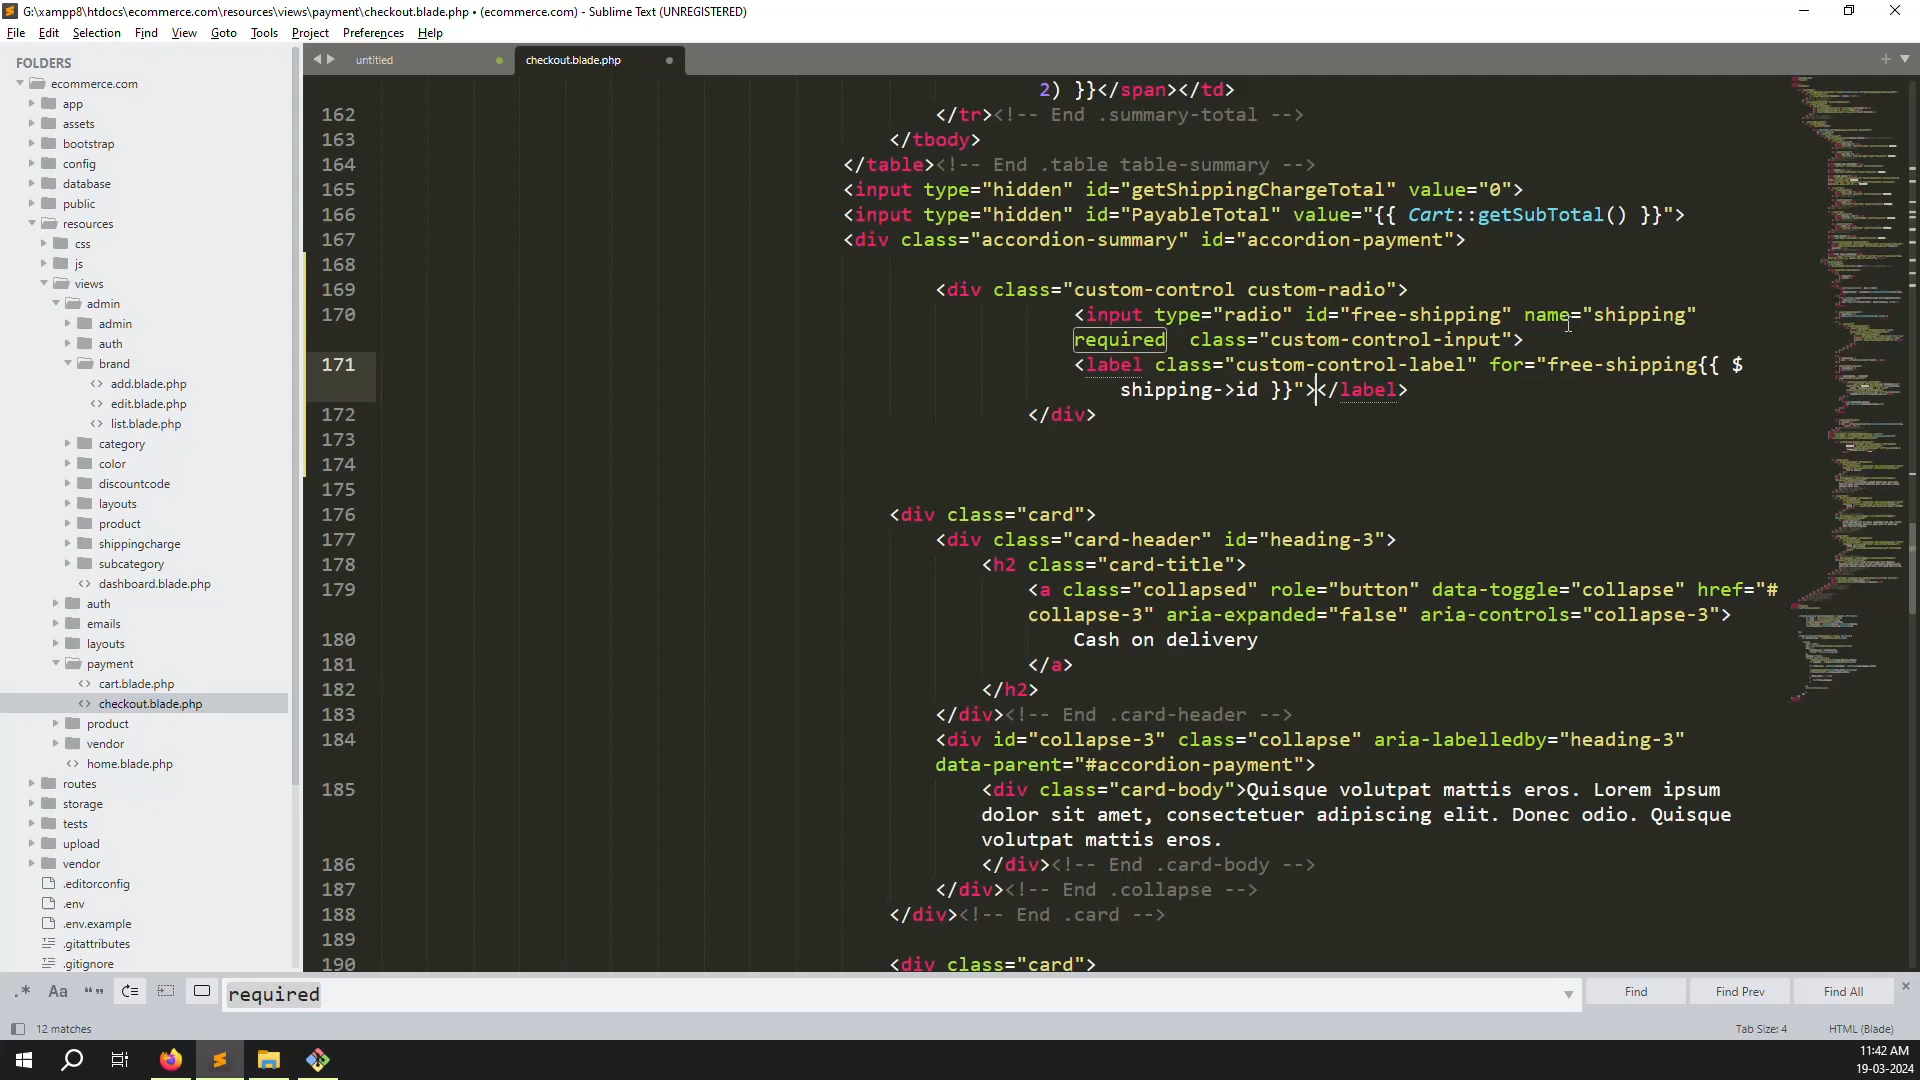 G:\xampp8\htdocs\ecommerce.com\resources\views\payment\checkout.blade.php • (ecommerce.com) - Sublime Text (UNREGISTERED)
File Edit Selection Find View Goto Tools Project Preferences Help
FOLDERS
ecommerce.com
app
assets
bootstrap
config
database
public
resources
css
js
views
admin
admin
auth
brand
add.blade.php
edit.blade.php
list.blade.php
category
color
discountcode
layouts
product
shippingcharge
subcategory
dashboard.blade.php
auth
emails
layouts
payment
cart.blade.php
checkout.blade.php
product
vendor
home.blade.php
routes
storage
tests
upload
vendor
.editorconfig
.env
.env.example
.gitattributes
.gitignore
untitled
checkout.blade.php
2) }}</span></td>
162 </tr><!-- End .summary-total -->
163 </tbody>
164 </table><!-- End .table table-summary -->
165 <input type="hidden" id="getShippingChargeTotal" value="0">
166 <input type="hidden" id="PayableTotal" value="{{ Cart::getSubTotal() }}">
167 <div class="accordion-summary" id="accordion-payment">
168
169 <div class="custom-control custom-radio">
170 <input type="radio" id="free-shipping" name="shipping"
required  class="custom-control-input">
171 <label class="custom-control-label" for="free-shipping{{ $
shipping->id }}"></label>
172 </div>
173
174
175
176 <div class="card">
177 <div class="card-header" id="heading-3">
178 <h2 class="card-title">
179 <a class="collapsed" role="button" data-toggle="collapse" href="#
collapse-3" aria-expanded="false" aria-controls="collapse-3">
180 Cash on delivery
181 </a>
182 </h2>
183 </div><!-- End .card-header -->
184 <div id="collapse-3" class="collapse" aria-labelledby="heading-3"
data-parent="#accordion-payment">
185 <div class="card-body">Quisque volutpat mattis eros. Lorem ipsum
dolor sit amet, consectetuer adipiscing elit. Donec odio. Quisque
volutpat mattis eros.
186 </div><!-- End .card-body -->
187 </div><!-- End .collapse -->
188 </div><!-- End .card -->
189
190 <div class="card">
.* Aa “” required Find Find Prev Find All
12 matches Tab Size: 4 HTML (Blade)
11:42 AM
19-03-2024